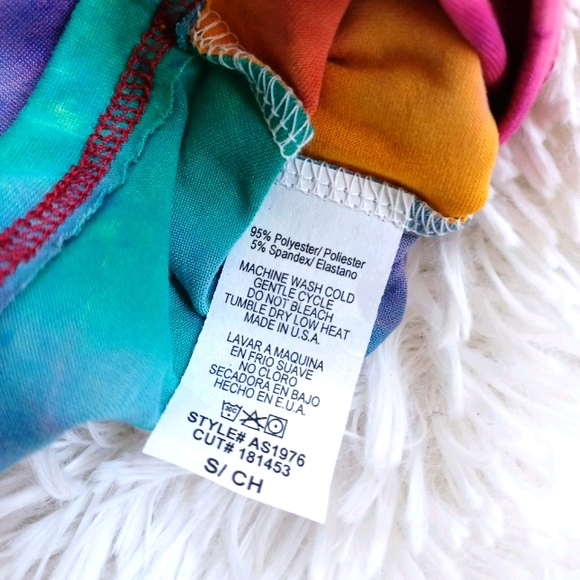 95% Polyester/ Poliester
5% Spandex/ Elastano
MACHINE WASH COLD
GENTLE CYCLE
DO NOT BLEACH
TUMBLE DRY LOW HEAT
MADE IN U.S.A.
LAVAR A MAQUINA
EN FRIO SUAVE
NO CLORO
SECADORA EN BAJO
HECHO EN E.U.A.
STYLE# AS1976
CUT# 181453
S/ CH